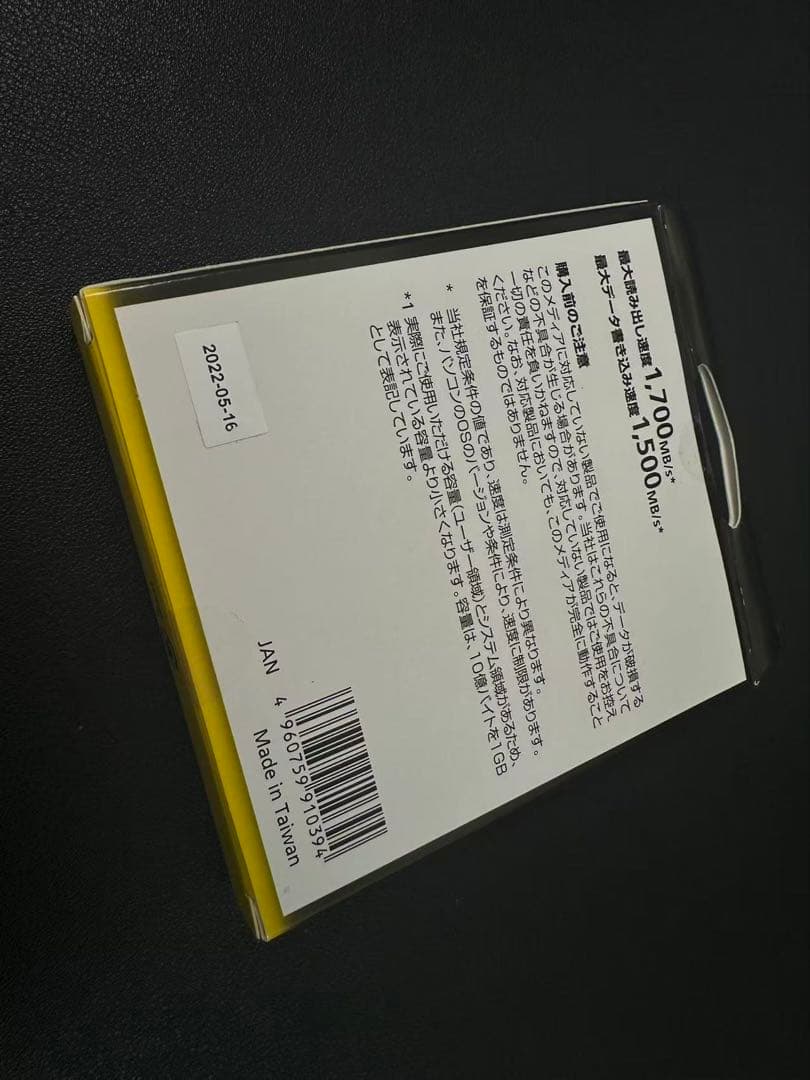 最大読み出し速度 1,700MB/s*
最大データ書き込み速度 1,500MB/s*
購入前のご注意
このメディアに対応していない製品でご使用になると、データが破損する
などの不具合が生じる場合があります。当社はこれらの不具合について
一切の責任を負いかねますので、対応していない製品ではご使用をお控え
ください。なお、対応製品においても、このメディアが完全に動作すること
を保証するものではありません。
* 当社規定条件の値であり、速度は測定条件により異なります。
また、パソコンのOSのバージョンや条件により、速度に制限があります。
*1 実際にご使用いただける容量(ユーザー領域)とシステム領域があるため、
表示されている容量より小さくなります。容量は、10億バイトを1GB
として表記しています。
2022-05-16
JAN 4 960759 910394
Made in Taiwan